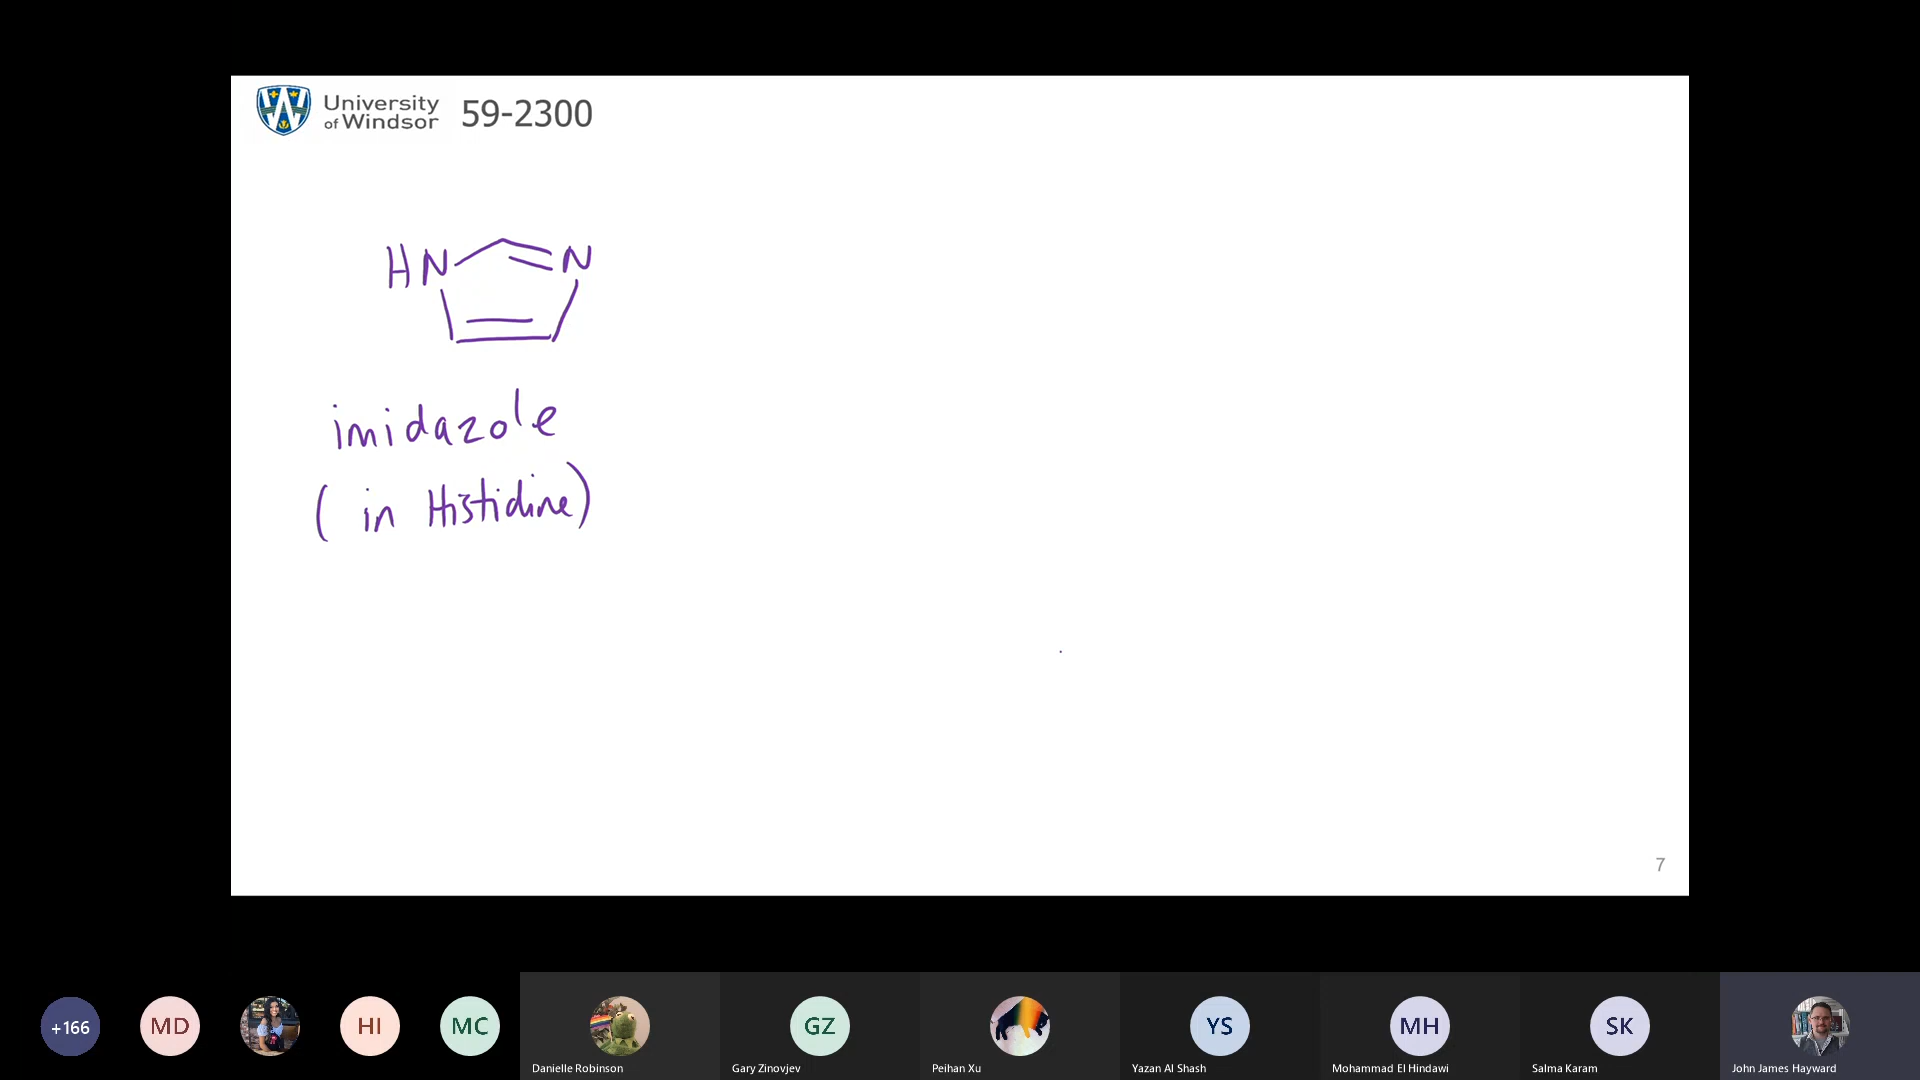 University
of Windsor
59-2300
HN
N
imidazole
( in Histidine)
7
+166
MD
HI
MC
GZ
YS
MH
SK
Danielle Robinson
Gary Zinovjev
Peihan Xu
Yazan Al Shash
Mohammad El Hindawi
Salma Karam
John James Hayward